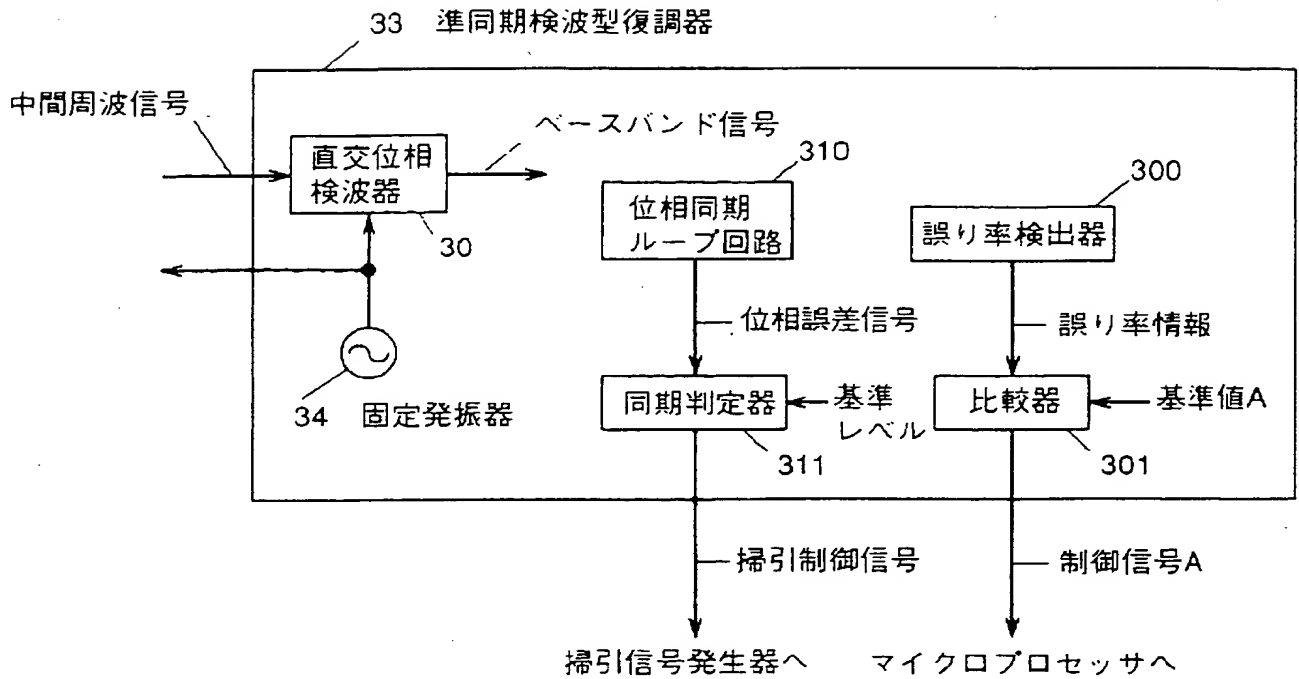 33 準同期検波型復調器
中間周波信号
ベースバンド信号
直交位相
検波器
30
310
位相同期
ループ回路
300
誤り率検出器
位相誤差信号
誤り率情報
34 固定発振器
同期判定器
基準
レベル
311
比較器
基準値A
301
掃引制御信号
制御信号A
掃引信号発生器へ
マイクロプロセッサへ